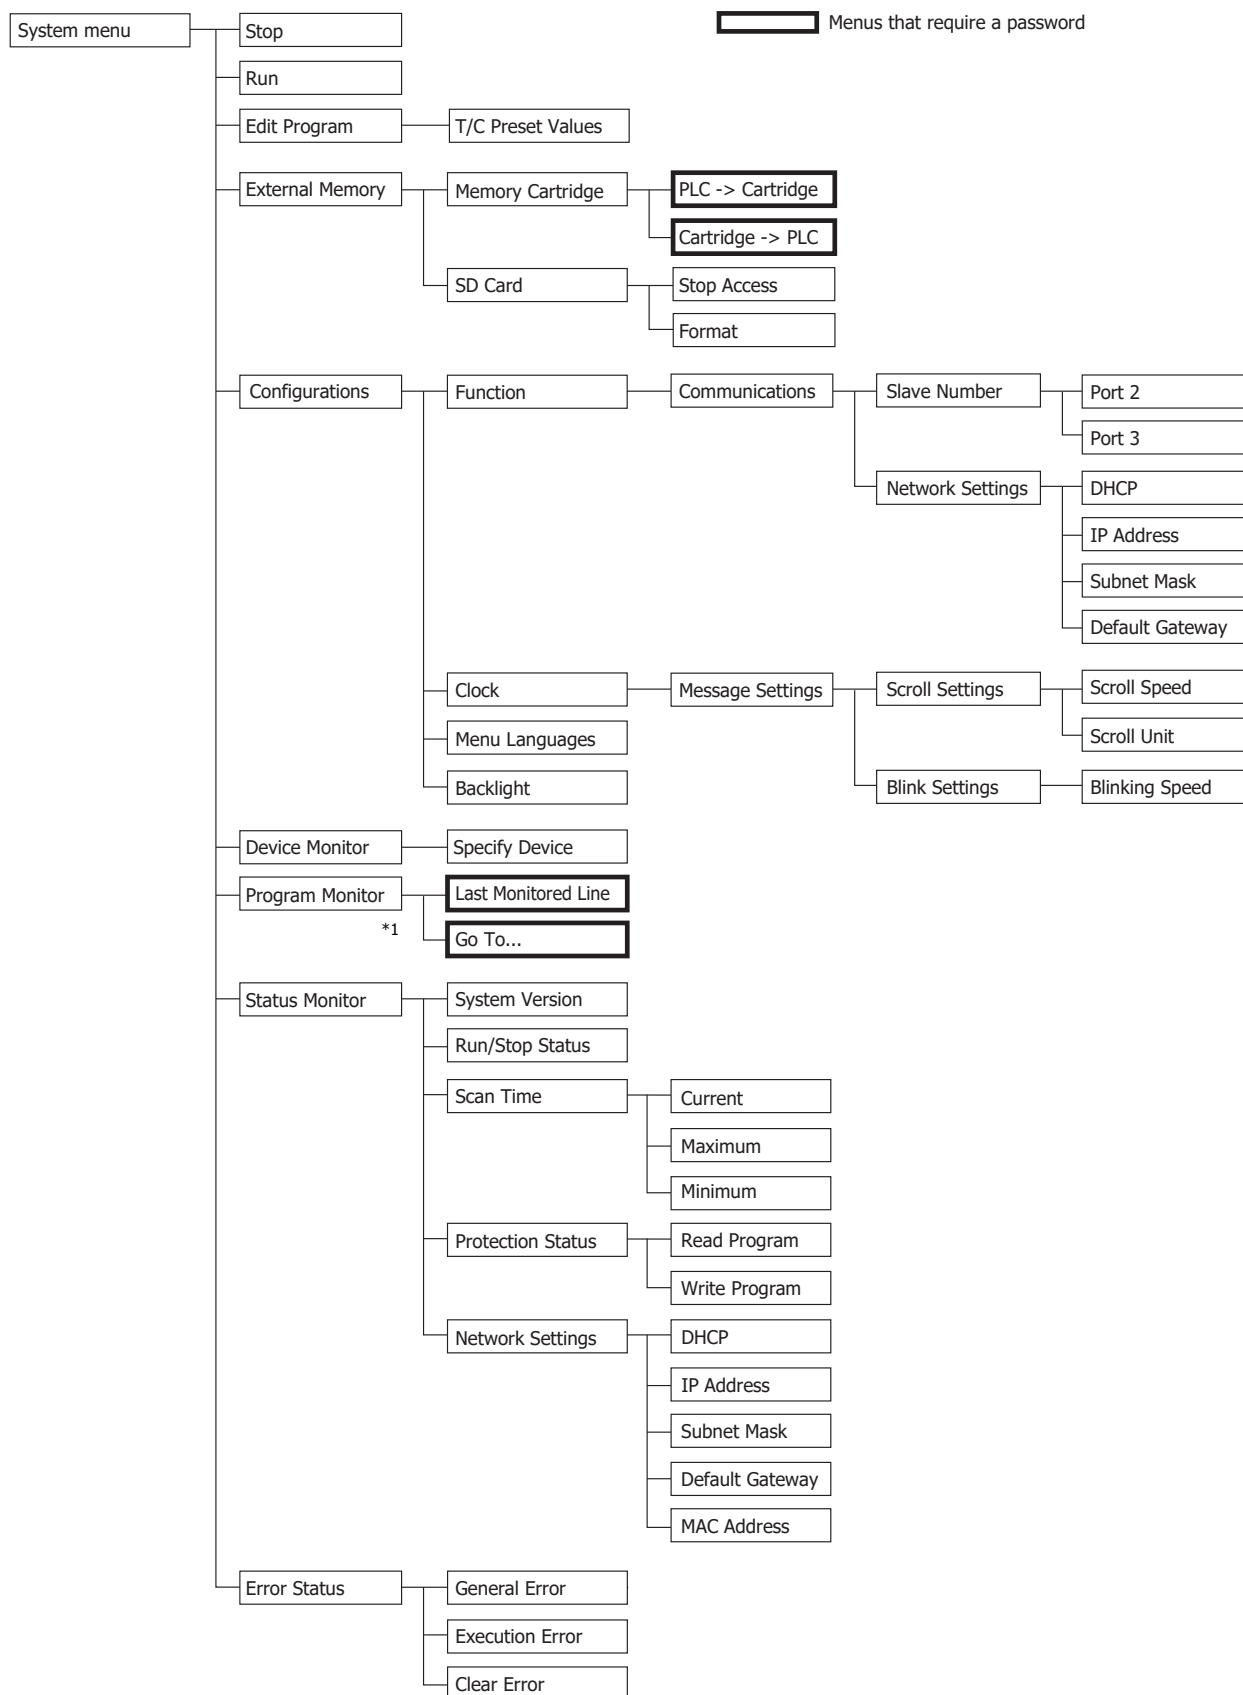 System menu
Menus that require a password
Stop
Run
Edit Program
T/C Preset Values
External Memory
Memory Cartridge
PLC -> Cartridge
Cartridge -> PLC
SD Card
Stop Access
Format
Configurations
Function
Communications
Slave Number
Port 2
Port 3
Network Settings
DHCP
IP Address
Subnet Mask
Default Gateway
Clock
Message Settings
Scroll Settings
Scroll Speed
Scroll Unit
Menu Languages
Backlight
Blink Settings
Blinking Speed
Device Monitor
Specify Device
Program Monitor
*1
Last Monitored Line
Go To...
Status Monitor
System Version
Run/Stop Status
Scan Time
Current
Maximum
Minimum
Protection Status
Read Program
Write Program
Network Settings
DHCP
IP Address
Subnet Mask
Default Gateway
MAC Address
Error Status
General Error
Execution Error
Clear Error